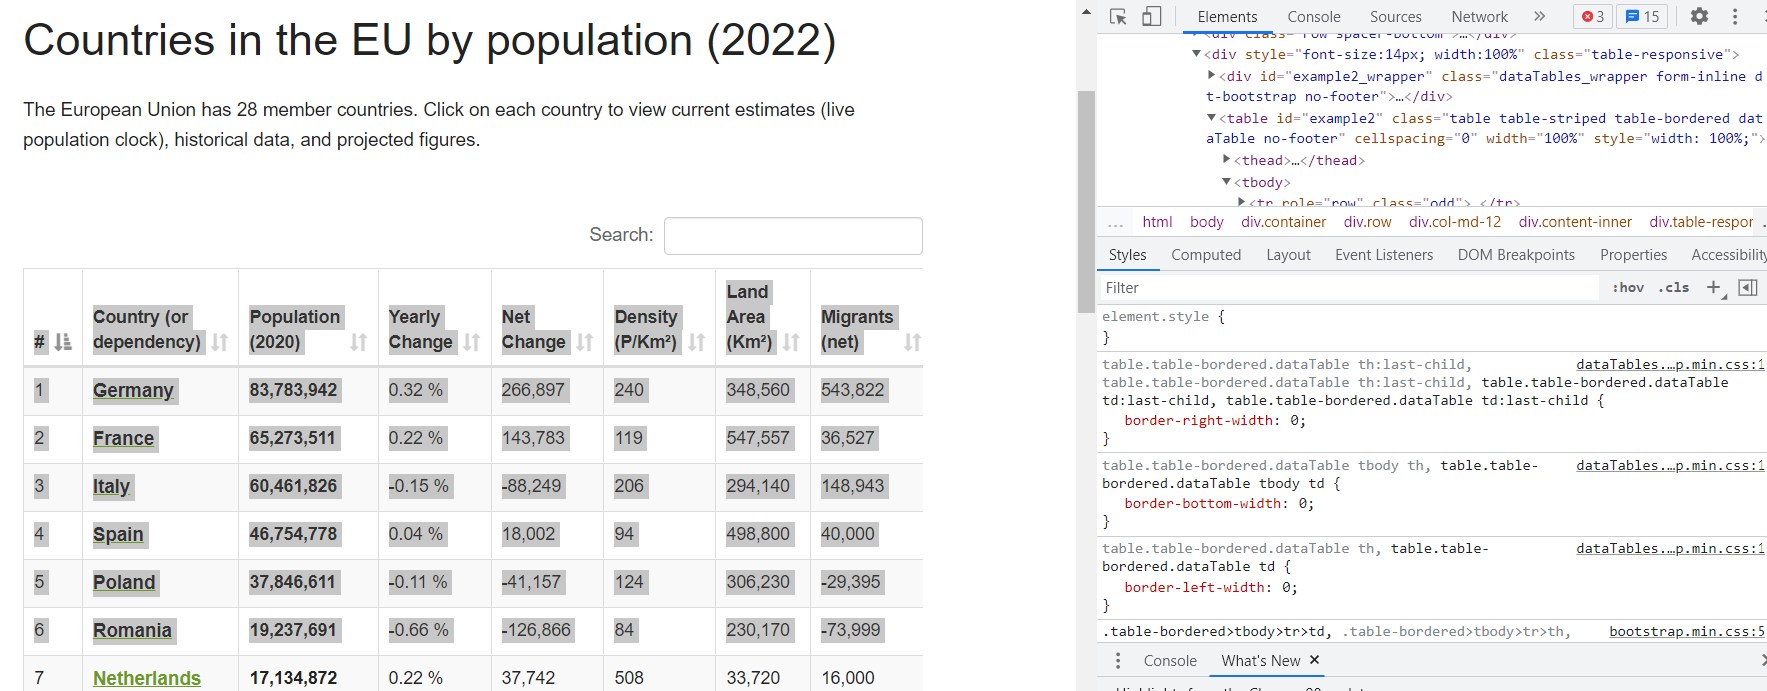 Countries in the EU by population (2022)
The European Union has 28 member countries. Click on each country to view current estimates (live
population clock), historical data, and projected figures.
Search:
# Country (or dependency) Population (2020) Yearly Change Net Change Density (P/Km²) Land Area (Km²) Migrants (net)
1 Germany 83,783,942 0.32 % 266,897 240 348,560 543,822
2 France 65,273,511 0.22 % 143,783 119 547,557 36,527
3 Italy 60,461,826 -0.15 % -88,249 206 294,140 148,943
4 Spain 46,754,778 0.04 % 18,002 94 498,800 40,000
5 Poland 37,846,611 -0.11 % -41,157 124 306,230 -29,395
6 Romania 19,237,691 -0.66 % -126,866 84 230,170 -73,999
7 Netherlands 17,134,872 0.22 % 37,742 508 33,720 16,000
Elements Console Sources Network » 3 15
<div class="row spacer-bottom">…</div>
<div style="font-size:14px; width:100%" class="table-responsive">
<div id="example2_wrapper" class="dataTables_wrapper form-inline d
t-bootstrap no-footer">…</div>
<table id="example2" class="table table-striped table-bordered dat
aTable no-footer" cellspacing="0" width="100%" style="width: 100%;">
<thead>…</thead>
<tbody>
<tr role="row" class="odd">…</tr>
... html body div.container div.row div.col-md-12 div.content-inner div.table-respor
Styles Computed Layout Event Listeners DOM Breakpoints Properties Accessibility
Filter :hov .cls +
element.style {
}
table.table-bordered.dataTable th:last-child, dataTables.…p.min.css:1
table.table-bordered.dataTable th:last-child, table.table-bordered.dataTable
td:last-child, table.table-bordered.dataTable td:last-child {
border-right-width: 0;
}
table.table-bordered.dataTable tbody th, table.table- dataTables.…p.min.css:1
bordered.dataTable tbody td {
border-bottom-width: 0;
}
table.table-bordered.dataTable th, table.table- dataTables.…p.min.css:1
bordered.dataTable td {
border-left-width: 0;
}
.table-bordered>tbody>tr>td, .table-bordered>tbody>tr>th, bootstrap.min.css:5
Console What's New ×